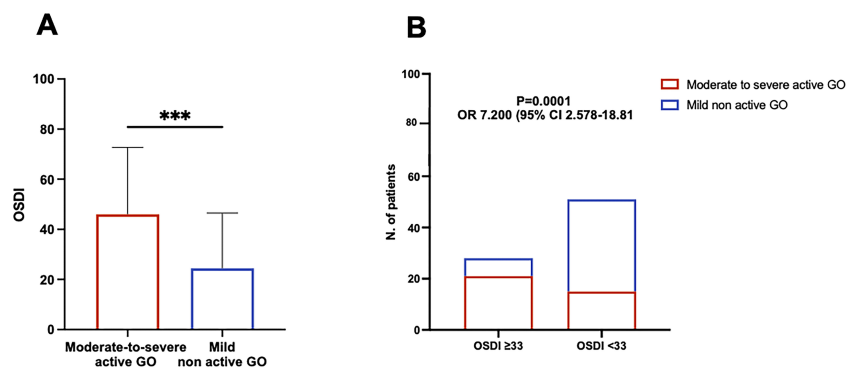 A
100
80
60
40
20
0
OSDI
***
Moderate-to-severe
active GO
Mild
non active GO
B
100
80
60
40
20
0
N. of patients
P=0.0001
OR 7.200 (95% CI 2.578-18.81
OSDI ≥33
OSDI <33
Moderate to severe active GO
Mild non active GO